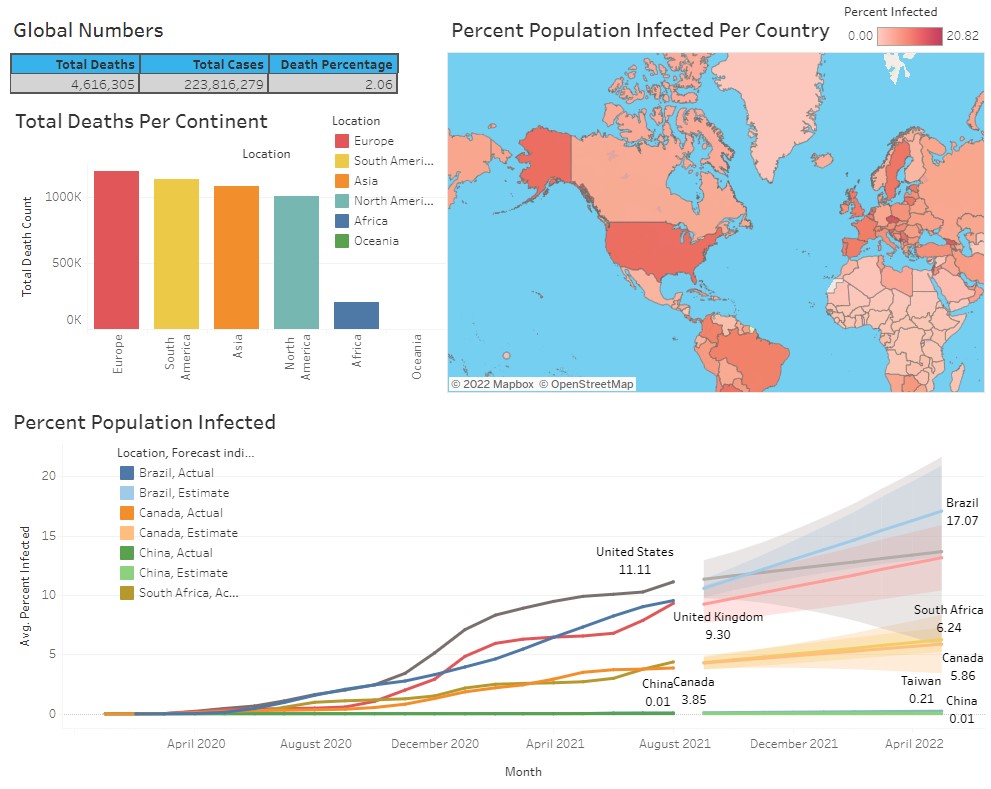 Global Numbers
Total Deaths Total Cases Death Percentage
4,616,305 223,816,279 2.06
Percent Population Infected Per Country
Percent Infected
0.00 20.82
© 2022 Mapbox © OpenStreetMap
Total Deaths Per Continent
Location
Location
Europe
South Ameri...
Asia
North Ameri...
Africa
Oceania
Total Death Count
1000K
500K
0K
Europe
South
America
Asia
North
America
Africa
Oceania
Percent Population Infected
Location, Forecast indi...
Brazil, Actual
Brazil, Estimate
Canada, Actual
Canada, Estimate
China, Actual
China, Estimate
South Africa, Ac...
Avg. Percent Infected
20
15
10
5
0
United States
11.11
United Kingdom
9.30
China
0.01
Canada
3.85
Brazil
17.07
South Africa
6.24
Canada
5.86
Taiwan
0.21
China
0.01
April 2020 August 2020 December 2020 April 2021 August 2021 December 2021 April 2022
Month